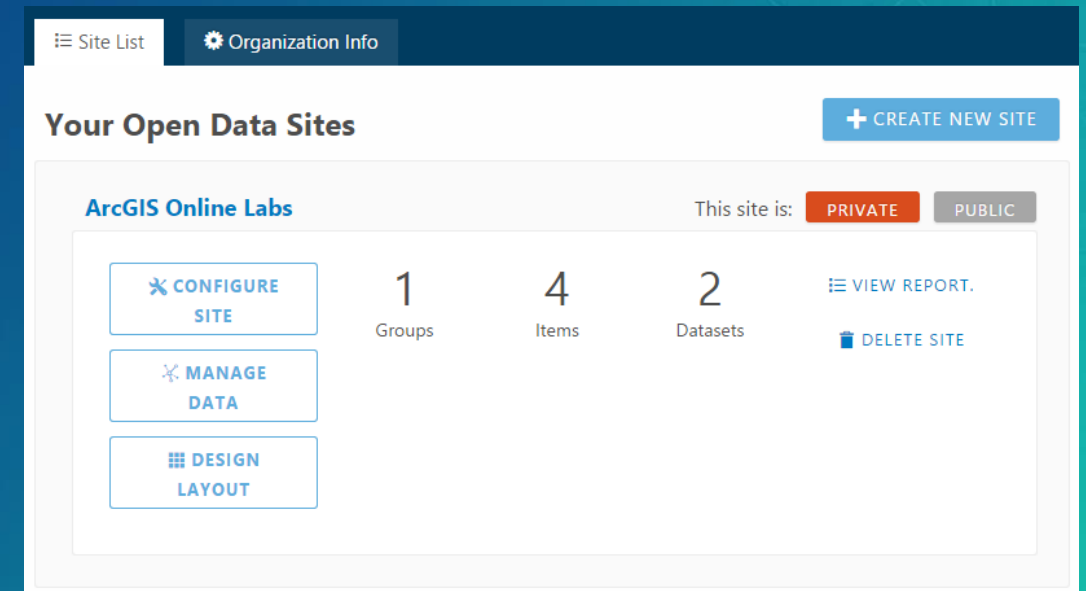 Site List
Organization Info
Your Open Data Sites
CREATE NEW SITE
ArcGIS Online Labs
This site is:
PRIVATE
PUBLIC
CONFIGURE
SITE
MANAGE
DATA
DESIGN
LAYOUT
1
Groups
4
Items
2
Datasets
VIEW REPORT.
DELETE SITE